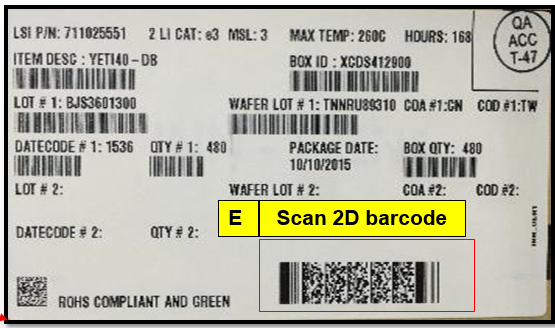 LSI P/N: 711025551 2 LI CAT: e3 MSL: 3 MAX TEMP: 260C HOURS: 168
QA
ACC
T-47
ITEM DESC : YETI40-DB BOX ID : XCDS412900
LOT # 1: BJS3601300 WAFER LOT # 1: TNNRU89310 COA #1:CN COD #1:TW
DATECODE # 1: 1536 QTY # 1: 480 PACKAGE DATE: BOX QTY: 480
10/10/2015
LOT # 2: WAFER LOT # 2: COA #2: COD #2:
E Scan 2D barcode
DATECODE # 2: QTY # 2:
ROHS COMPLIANT AND GREEN